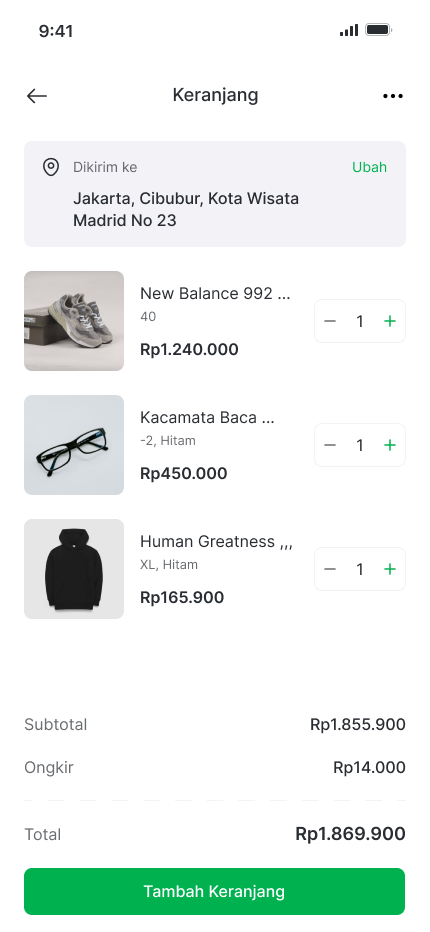 9:41
Keranjang
Dikirim ke
Ubah
Jakarta, Cibubur, Kota Wisata
Madrid No 23
New Balance 992 ...
40
Rp1.240.000
1
Kacamata Baca ...
-2, Hitam
Rp450.000
1
Human Greatness ,,,
XL, Hitam
Rp165.900
1
Subtotal
Rp1.855.900
Ongkir
Rp14.000
Total
Rp1.869.900
Tambah Keranjang